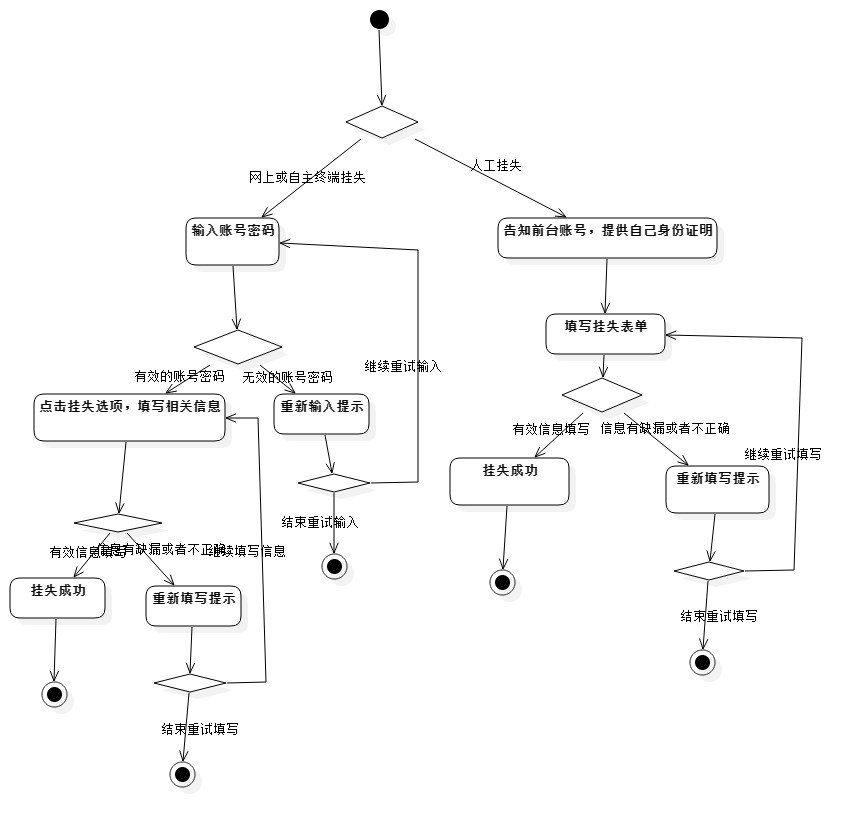 网上或自主终端挂失
人工挂失
输入账号密码
告知前台账号，提供自己身份证明
填写挂失表单
继续重试输入
有效的账号密码
无效的账号密码
点击挂失选项，填写相关信息
重新输入提示
有效信息填写
信息有缺漏或者不正确
继续重试填写
挂失成功
重新填写提示
结束重试输入
有效信息填写
信息有缺漏或者不正确
继续填写信息
挂失成功
重新填写提示
结束重试填写
结束重试填写